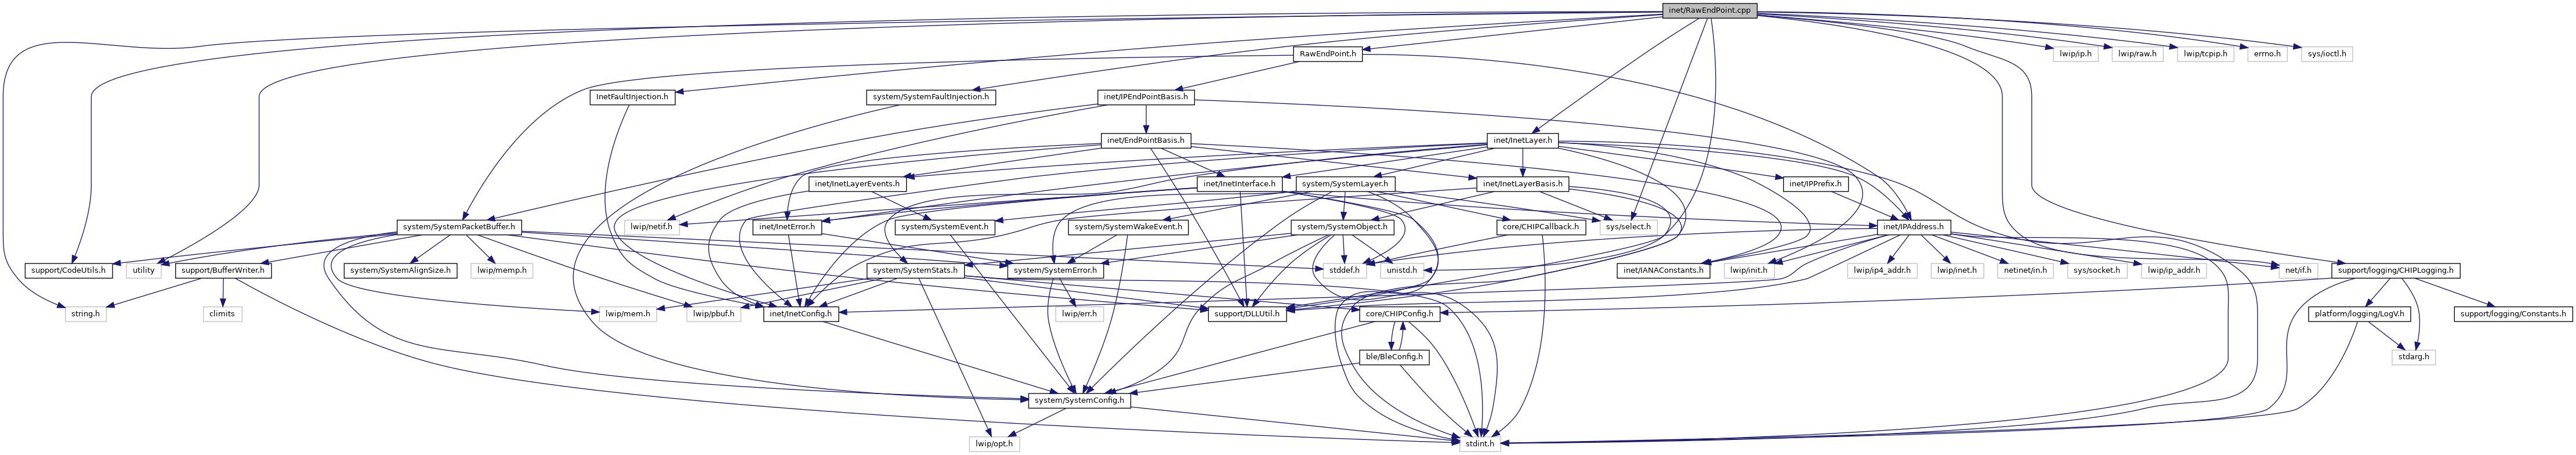 inet/RawEndPoint.cpp
RawEndPoint.h
lwip/ip.h
lwip/raw.h
lwip/tcpip.h
errno.h
sys/ioctl.h
InetFaultInjection.h
system/SystemFaultInjection.h
inet/IPEndPointBasis.h
inet/EndPointBasis.h
inet/InetLayer.h
inet/InetLayerEvents.h
inet/InetInterface.h
system/SystemLayer.h
inet/InetLayerBasis.h
inet/IPPrefix.h
system/SystemPacketBuffer.h
lwip/netif.h
inet/InetError.h
system/SystemEvent.h
system/SystemWakeEvent.h
system/SystemObject.h
core/CHIPCallback.h
sys/select.h
inet/IPAddress.h
support/CodeUtils.h
utility
support/BufferWriter.h
system/SystemAlignSize.h
lwip/memp.h
system/SystemStats.h
system/SystemError.h
stddef.h
unistd.h
inet/IANAConstants.h
lwip/init.h
lwip/ip4_addr.h
lwip/inet.h
netinet/in.h
sys/socket.h
lwip/ip_addr.h
net/if.h
support/logging/CHIPLogging.h
string.h
climits
lwip/mem.h
lwip/pbuf.h
inet/InetConfig.h
lwip/err.h
support/DLLUtil.h
core/CHIPConfig.h
platform/logging/LogV.h
support/logging/Constants.h
ble/BleConfig.h
stdarg.h
system/SystemConfig.h
lwip/opt.h
stdint.h